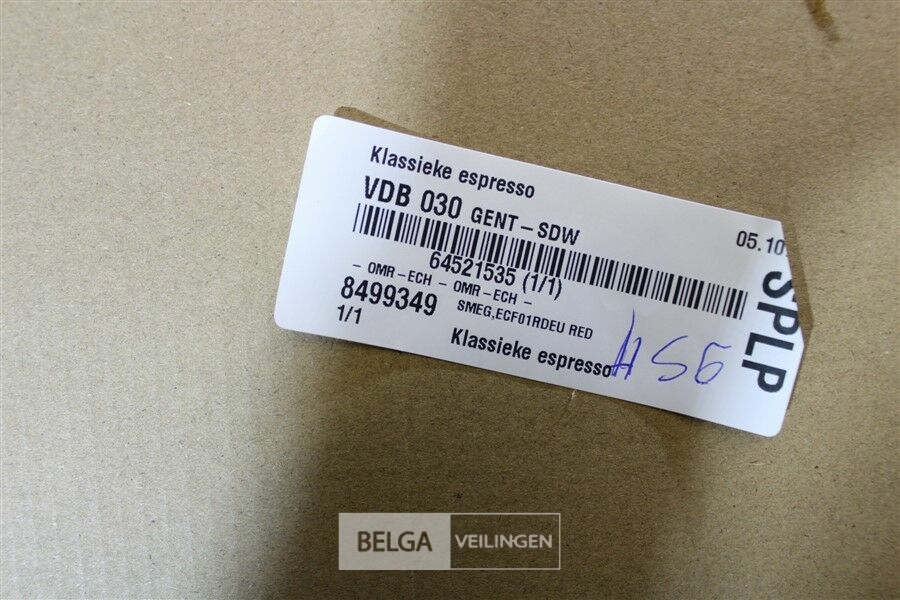 Klassieke espresso
VDB 030 GENT-SDW
05.10
64521535 (1/1)
- OMR-ECH - OMR-ECH -
8499349 SMEG,ECF01RDEU RED
1/1
Klassieke espresso
SPLP
BELGA VEILINGEN